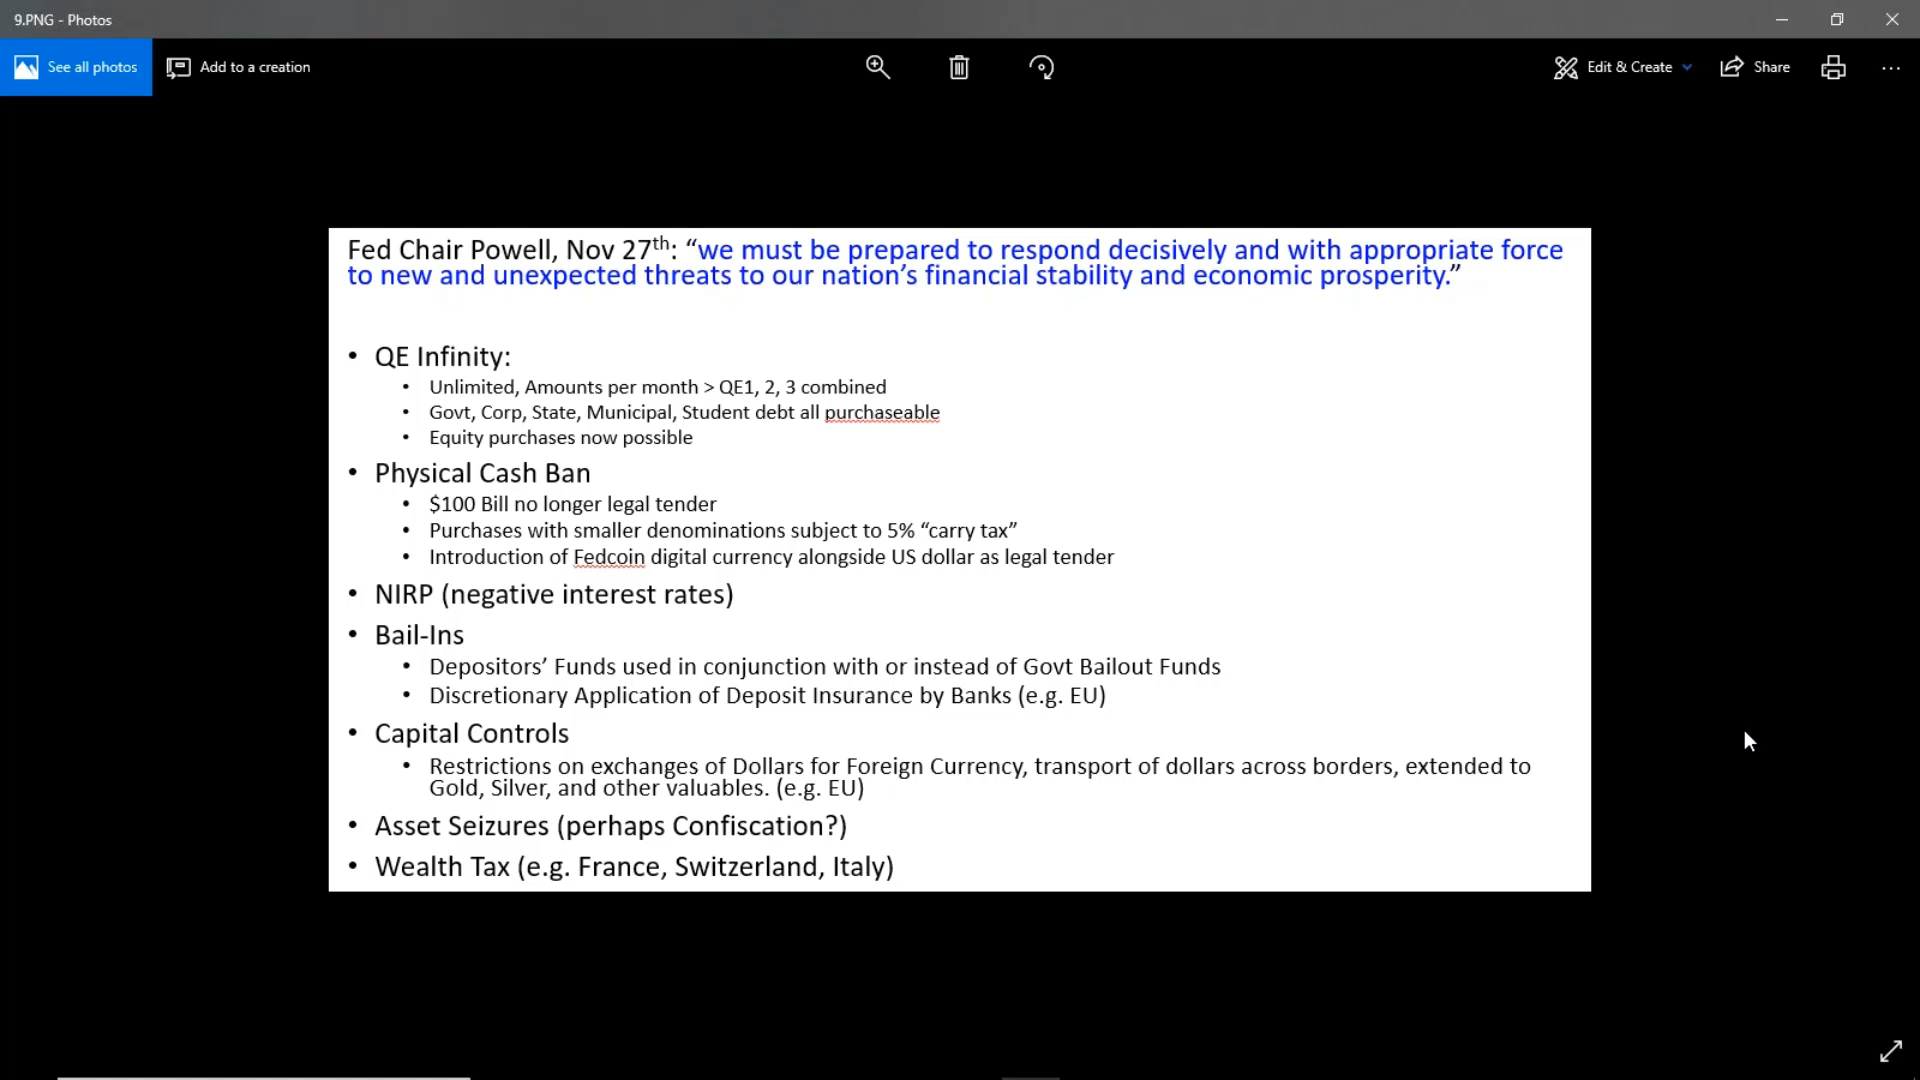 9.PNG - Photos
See all photos
Add to a creation
Edit & Create
Share
Fed Chair Powell, Nov 27th: “we must be prepared to respond decisively and with appropriate force
to new and unexpected threats to our nation’s financial stability and economic prosperity.”
• QE Infinity:
• Unlimited, Amounts per month > QE1, 2, 3 combined
• Govt, Corp, State, Municipal, Student debt all purchaseable
• Equity purchases now possible
• Physical Cash Ban
• $100 Bill no longer legal tender
• Purchases with smaller denominations subject to 5% “carry tax”
• Introduction of Fedcoin digital currency alongside US dollar as legal tender
• NIRP (negative interest rates)
• Bail-Ins
• Depositors’ Funds used in conjunction with or instead of Govt Bailout Funds
• Discretionary Application of Deposit Insurance by Banks (e.g. EU)
• Capital Controls
• Restrictions on exchanges of Dollars for Foreign Currency, transport of dollars across borders, extended to
Gold, Silver, and other valuables. (e.g. EU)
• Asset Seizures (perhaps Confiscation?)
• Wealth Tax (e.g. France, Switzerland, Italy)